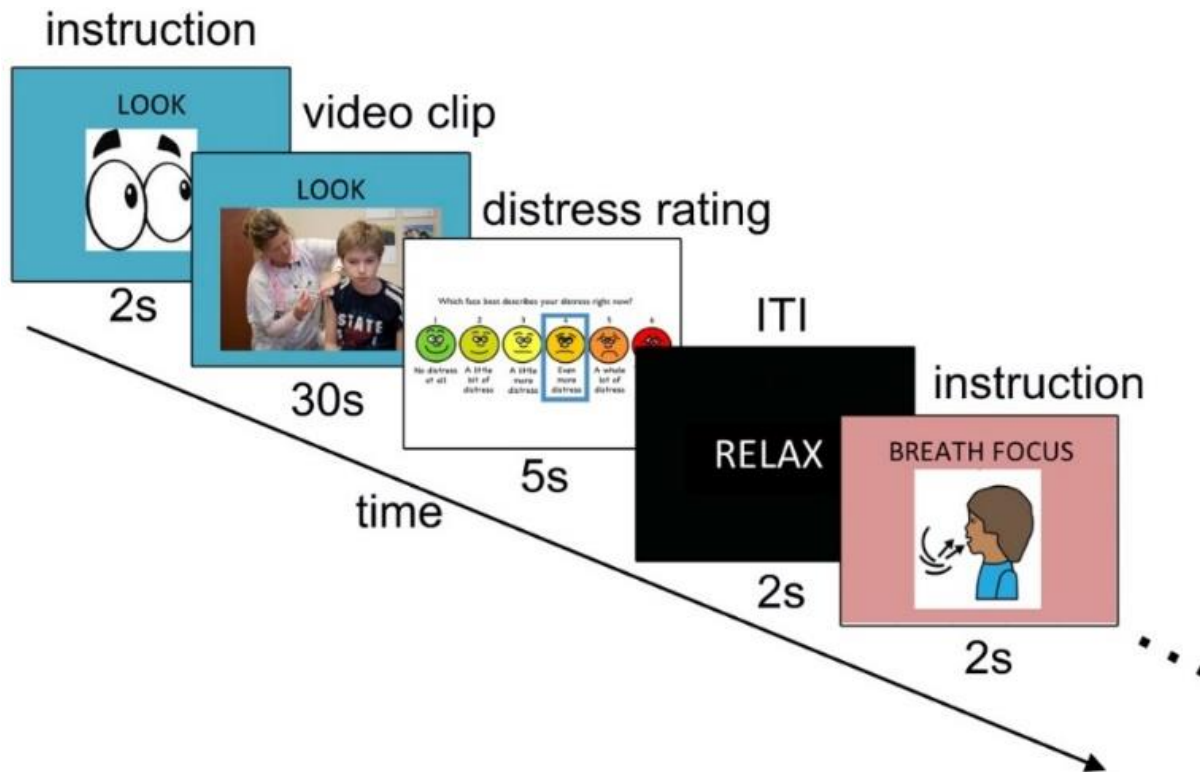 instruction
LOOK
2s
video clip
LOOK
STATE
30s
distress rating
Which face best describes your distress right now?
1 2 3 4 5 6
No distress at all
A little bit of distress
A little more distress
Even more distress
A whole lot of distress
5s
time
ITI
RELAX
2s
instruction
BREATH FOCUS
2s